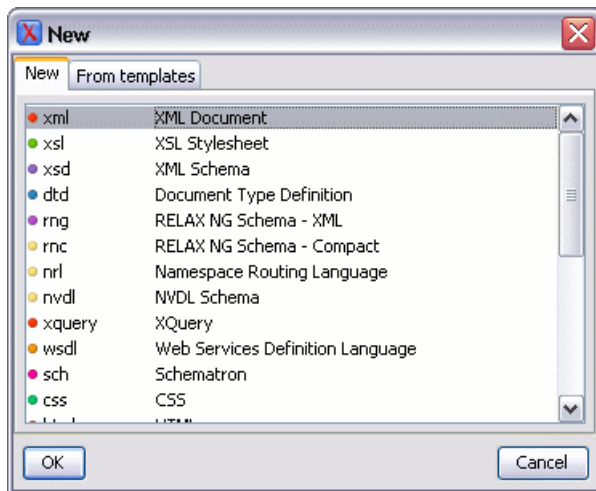 New
New From templates
xml XML Document
xsl XSL Stylesheet
xsd XML Schema
dtd Document Type Definition
rng RELAX NG Schema - XML
rnc RELAX NG Schema - Compact
nrl Namespace Routing Language
nvdl NVDL Schema
xquery XQuery
wsdl Web Services Definition Language
sch Schematron
css CSS
OK Cancel